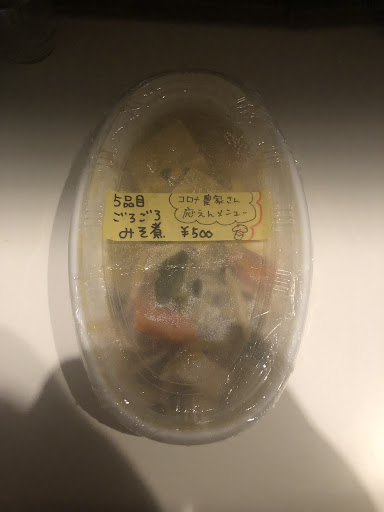 5品目
ごろごろ
みそ煮 ¥500
コロナ農家さん
応えんメニュー